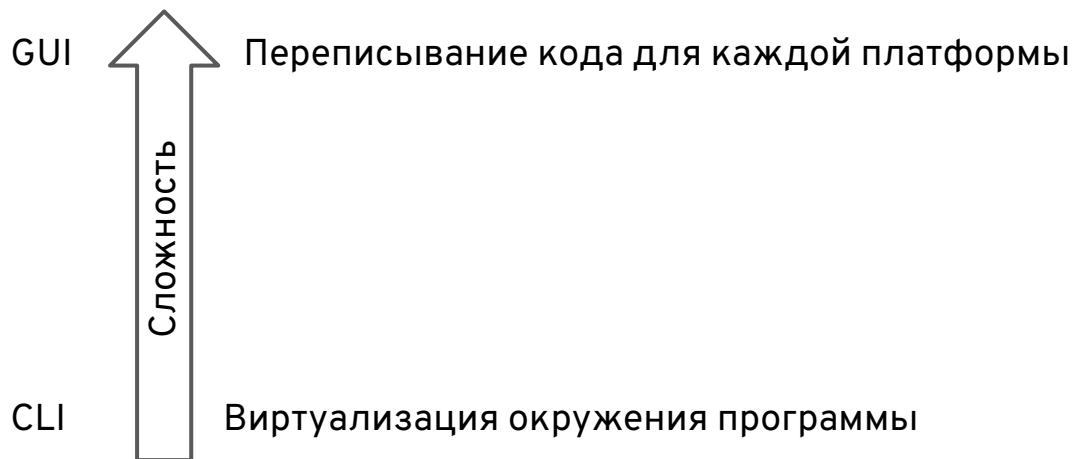 GUI
Переписывание кода для каждой платформы
Сложность
CLI
Виртуализация окружения программы